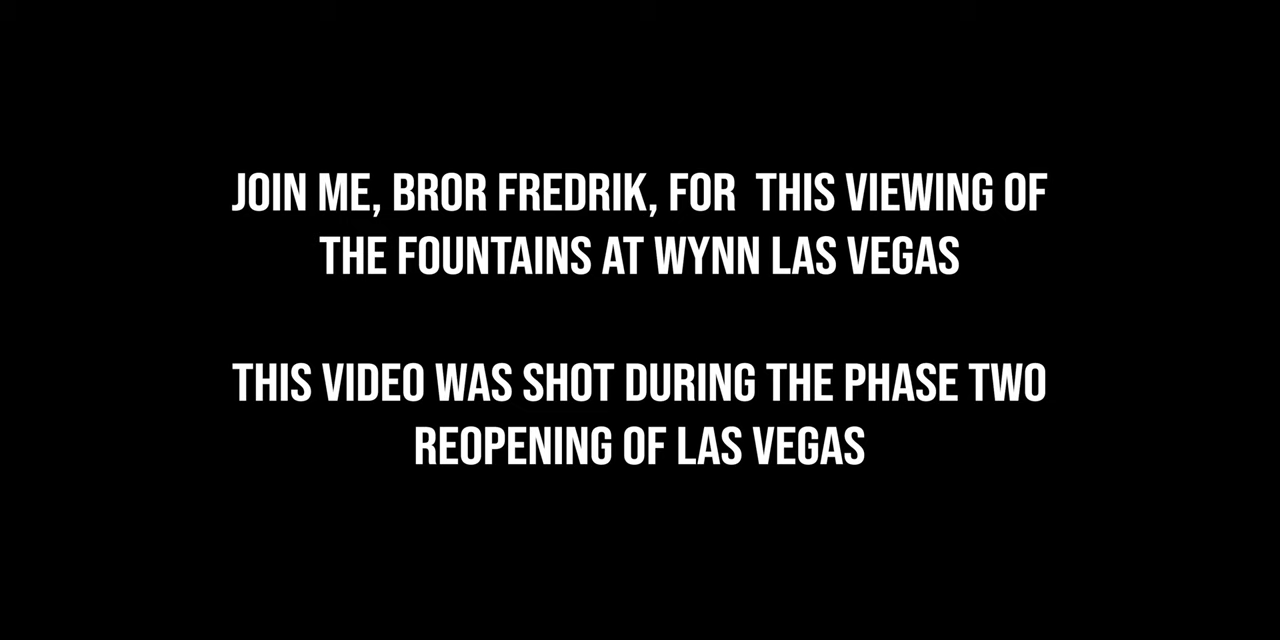 JOIN ME, BROR FREDRIK, FOR  THIS VIEWING OF
THE FOUNTAINS AT WYNN LAS VEGAS
THIS VIDEO WAS SHOT DURING THE PHASE TWO
REOPENING OF LAS VEGAS